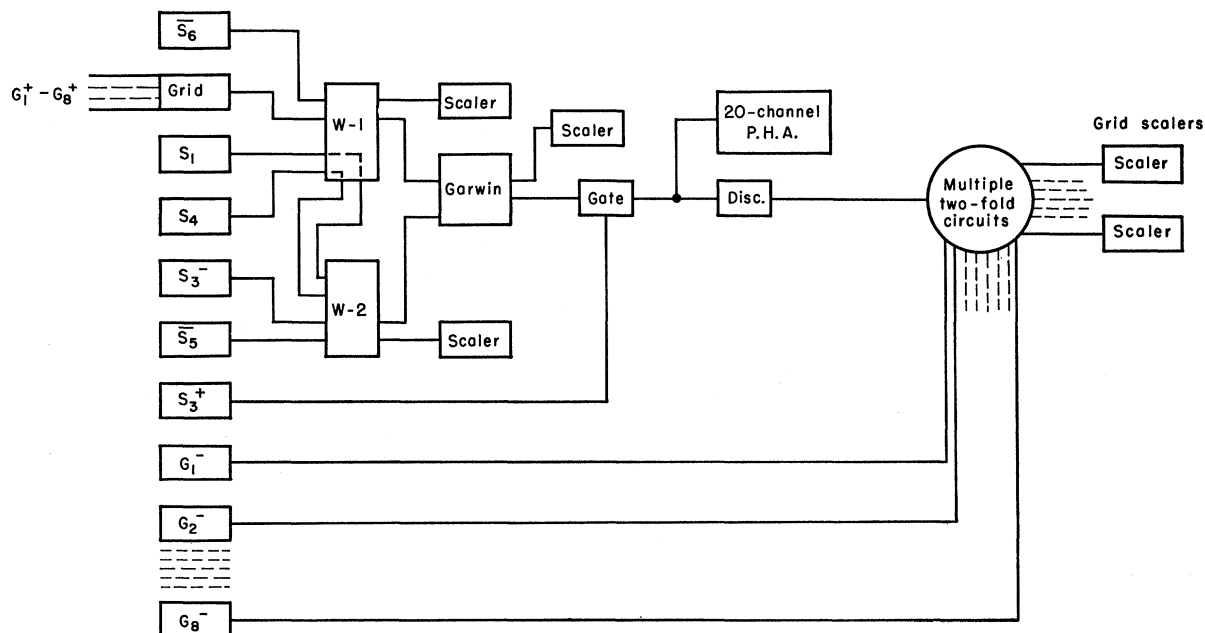 S̅₆
G₁⁺ – G₈⁺
Grid
S₁
S₄
S₃⁻
S̅₅
S₃⁺
G₁⁻
G₂⁻
G₈⁻
W-1
W-2
Scaler
Scaler
Garwin
Scaler
Gate
20-channel
P. H. A.
Disc.
Multiple
two-fold
circuits
Grid scalers
Scaler
Scaler